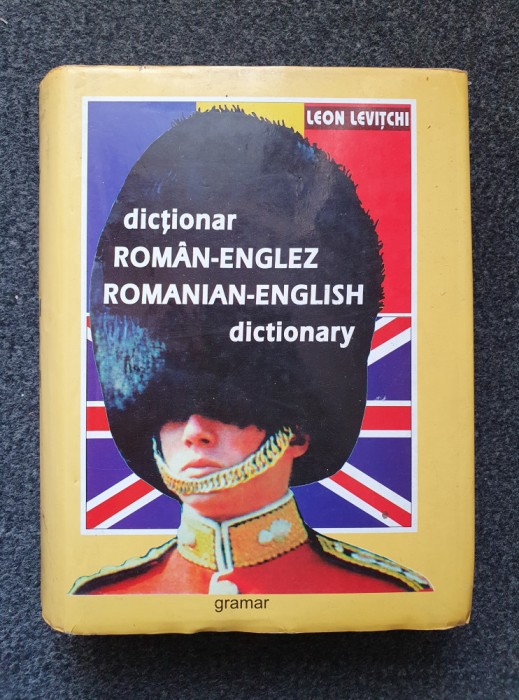 LEON LEVIȚCHI
dicționar
ROMÂN-ENGLEZ
ROMANIAN-ENGLISH
dictionary
gramar